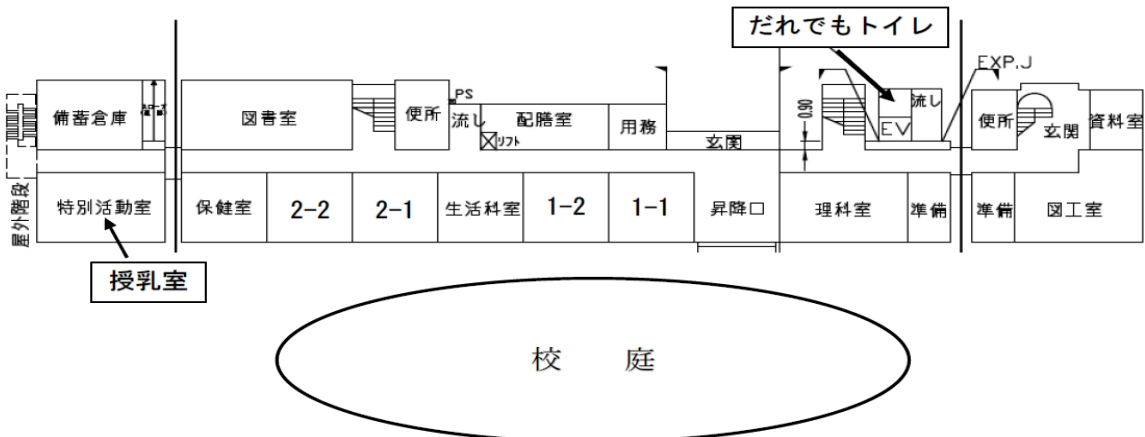 だれでもトイレ
EXP.J
備蓄倉庫
図書室
便所
PS
流し
リフト
配膳室
用務
玄関
0.90
EV
流し
便所
玄関
資料室
屋外階段
特別活動室
保健室
2-2
2-1
生活科室
1-2
1-1
昇降口
理科室
準備
準備
図工室
授乳室
校 庭